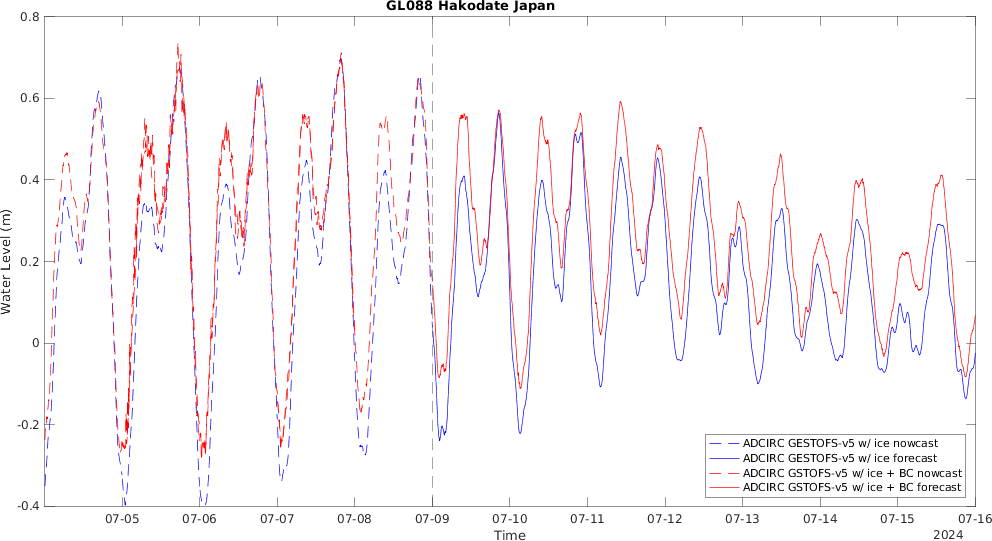 GL088 Hakodate Japan
0.8
0.6
0.4
0.2
0
-0.2
-0.4
Water Level (m)
ADCIRC GESTOFS-v5 w/ ice nowcast
ADCIRC GESTOFS-v5 w/ ice forecast
ADCIRC GSTOFS-v5 w/ ice + BC nowcast
ADCIRC GSTOFS-v5 w/ ice + BC forecast
07-05 07-06 07-07 07-08 07-09 07-10 07-11 07-12 07-13 07-14 07-15 07-16
Time
2024